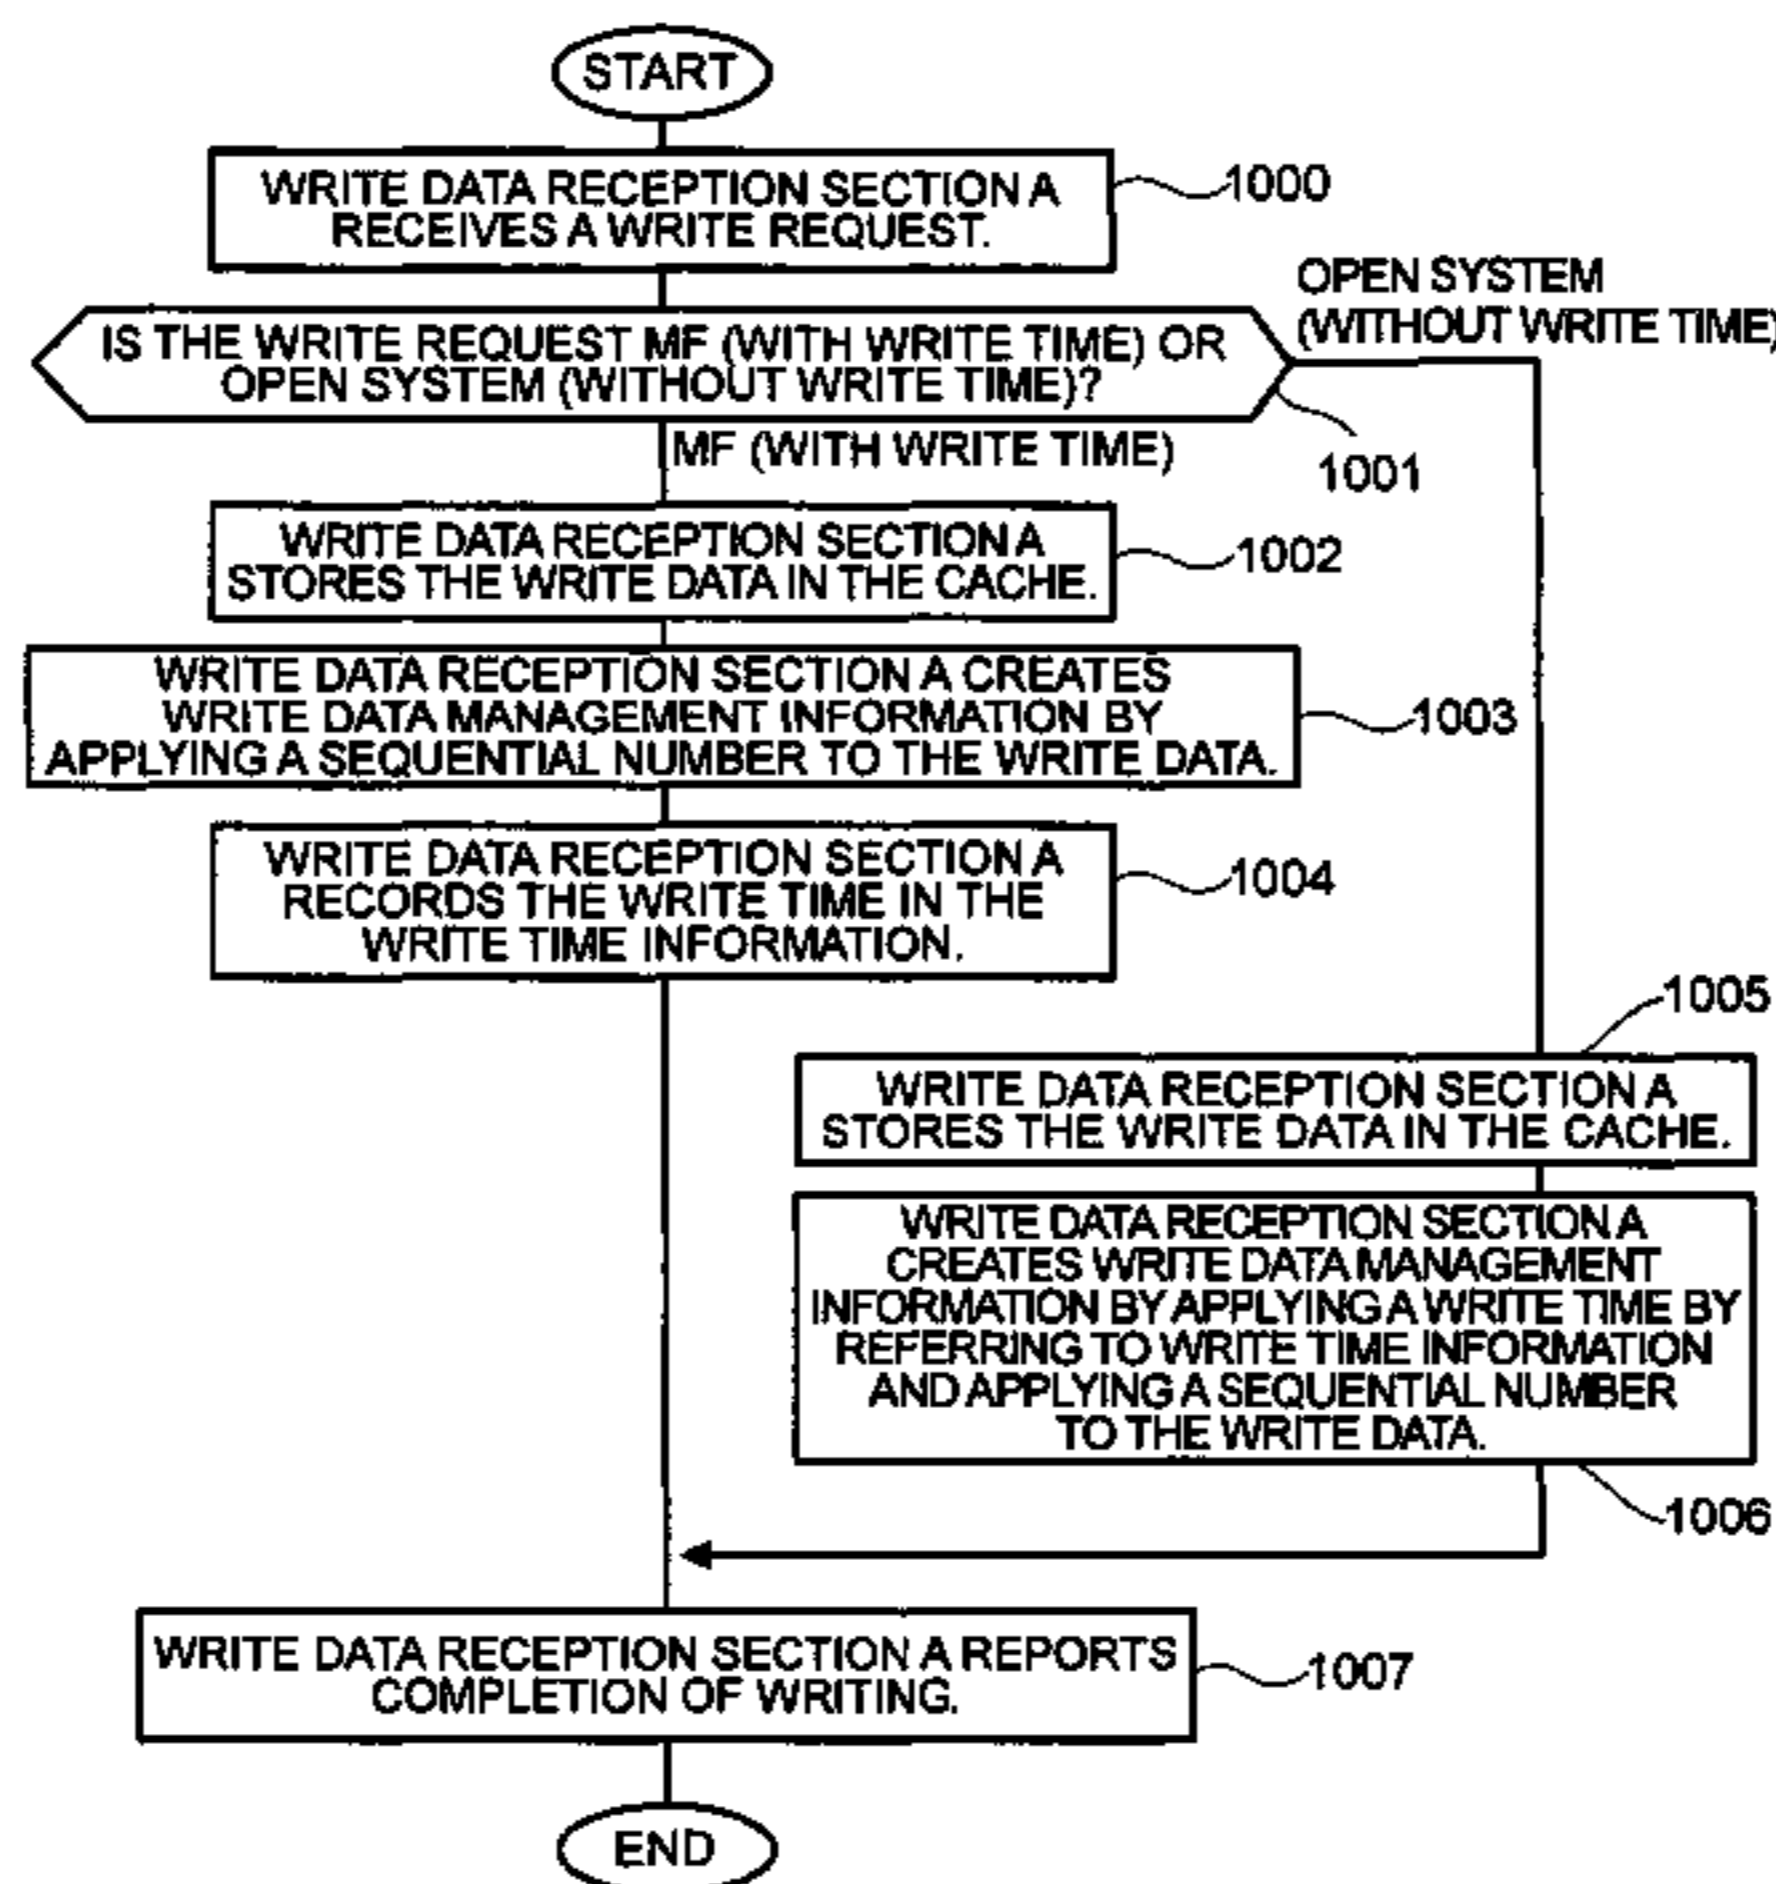 START
WRITE DATA RECEPTION SECTION A
RECEIVES A WRITE REQUEST.
1000
IS THE WRITE REQUEST MF (WITH WRITE TIME) OR
OPEN SYSTEM (WITHOUT WRITE TIME)?
OPEN SYSTEM
(WITHOUT WRITE TIME)
1001
MF (WITH WRITE TIME)
WRITE DATA RECEPTION SECTION A
STORES THE WRITE DATA IN THE CACHE.
1002
WRITE DATA RECEPTION SECTION A CREATES
WRITE DATA MANAGEMENT INFORMATION BY
APPLYING A SEQUENTIAL NUMBER TO THE WRITE DATA.
1003
WRITE DATA RECEPTION SECTION A
RECORDS THE WRITE TIME IN THE
WRITE TIME INFORMATION.
1004
1005
WRITE DATA RECEPTION SECTION A
STORES THE WRITE DATA IN THE CACHE.
WRITE DATA RECEPTION SECTION A
CREATES WRITE DATA MANAGEMENT
INFORMATION BY APPLYING A WRITE TIME BY
REFERRING TO WRITE TIME INFORMATION
AND APPLYING A SEQUENTIAL NUMBER
TO THE WRITE DATA.
1006
WRITE DATA RECEPTION SECTION A REPORTS
COMPLETION OF WRITING.
1007
END